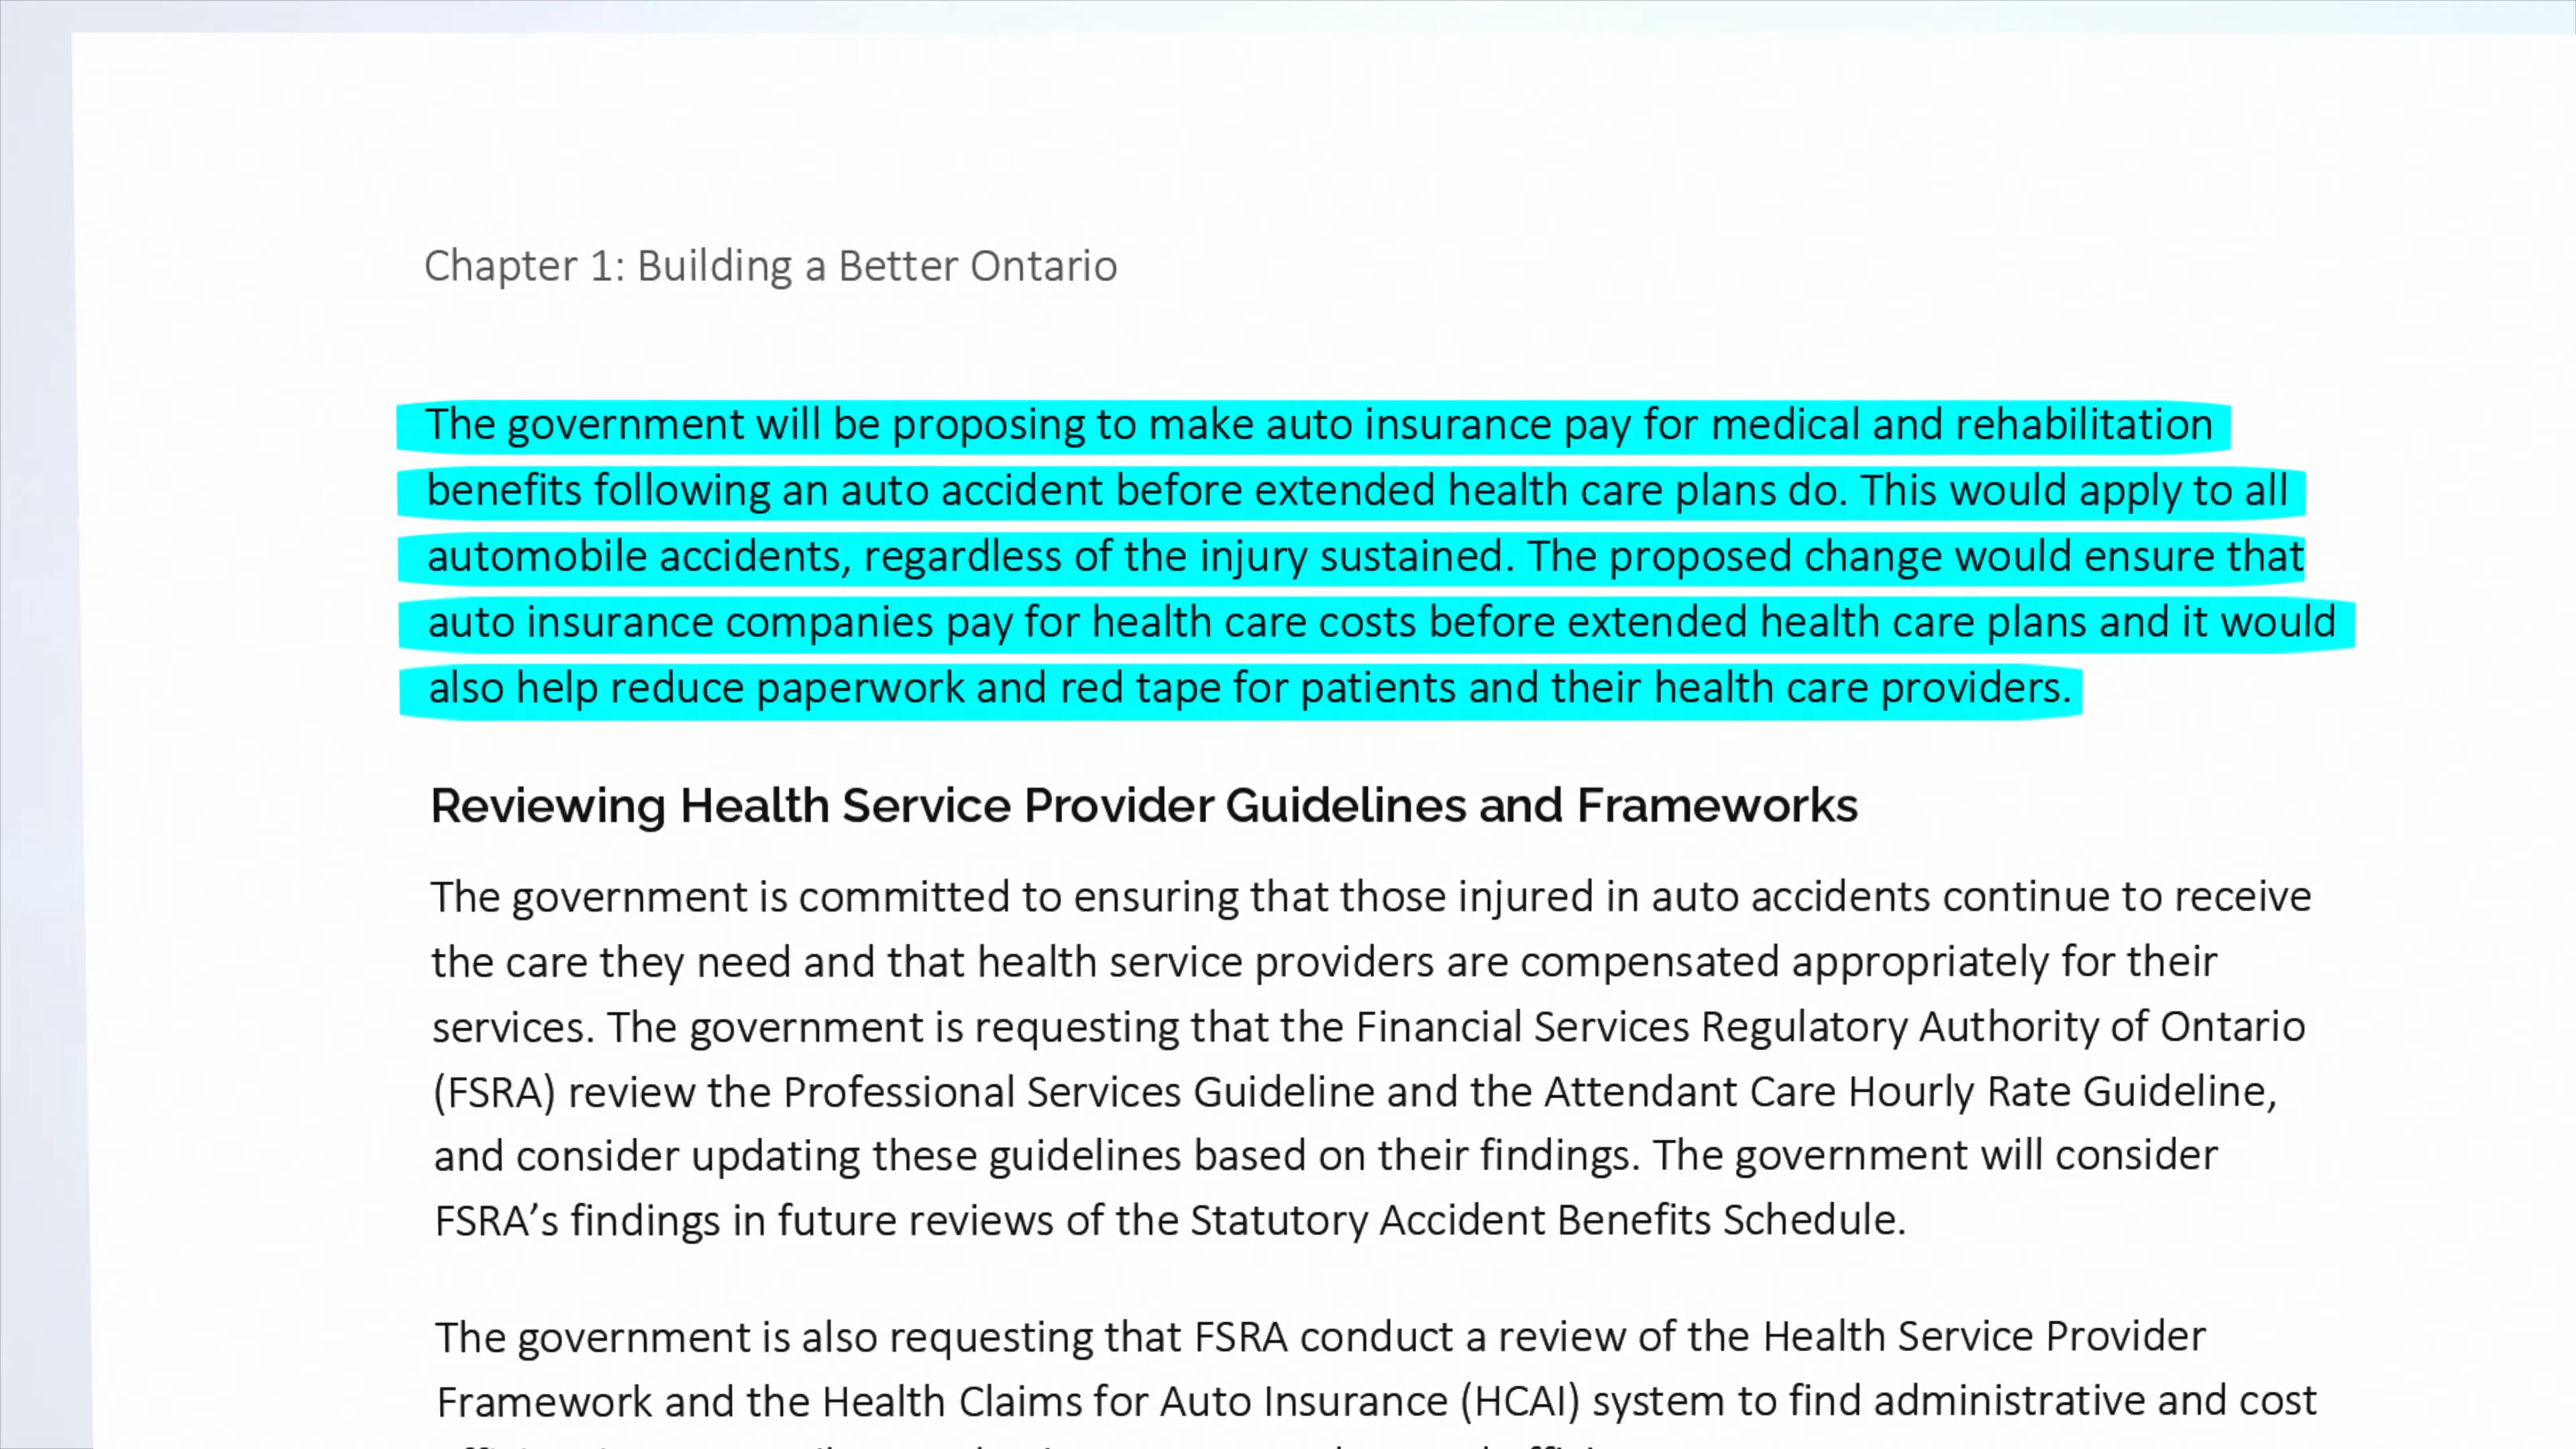 Chapter 1: Building a Better Ontario
The government will be proposing to make auto insurance pay for medical and rehabilitation
benefits following an auto accident before extended health care plans do. This would apply to all
automobile accidents, regardless of the injury sustained. The proposed change would ensure that
auto insurance companies pay for health care costs before extended health care plans and it would
also help reduce paperwork and red tape for patients and their health care providers.
Reviewing Health Service Provider Guidelines and Frameworks
The government is committed to ensuring that those injured in auto accidents continue to receive
the care they need and that health service providers are compensated appropriately for their
services. The government is requesting that the Financial Services Regulatory Authority of Ontario
(FSRA) review the Professional Services Guideline and the Attendant Care Hourly Rate Guideline,
and consider updating these guidelines based on their findings. The government will consider
FSRA’s findings in future reviews of the Statutory Accident Benefits Schedule.
The government is also requesting that FSRA conduct a review of the Health Service Provider
Framework and the Health Claims for Auto Insurance (HCAI) system to find administrative and cost